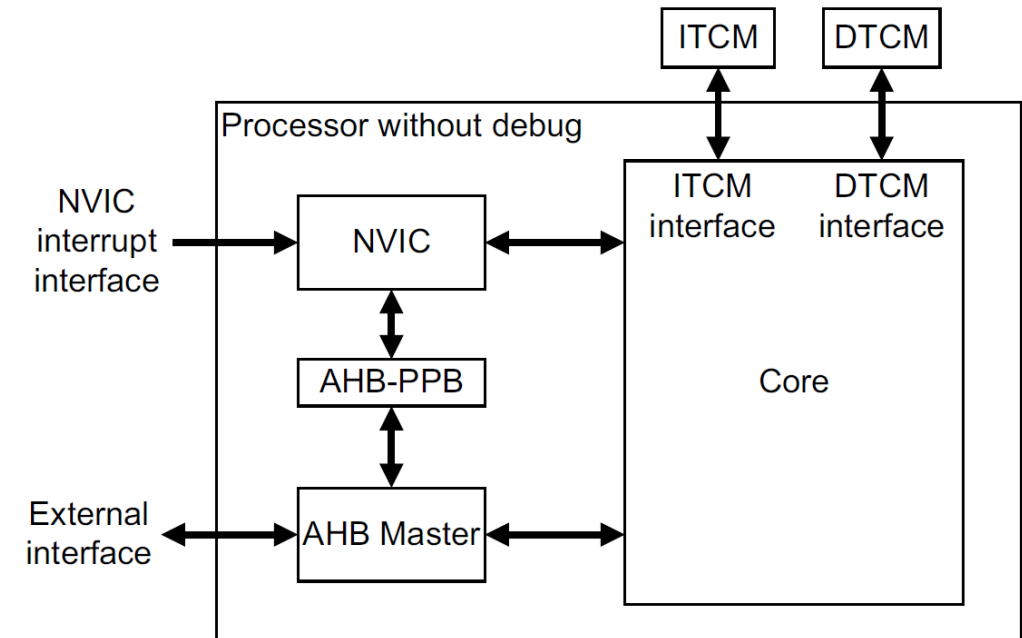 ITCM
DTCM
Processor without debug
ITCM
interface
DTCM
interface
NVIC
interrupt
interface
NVIC
AHB-PPB
Core
External
interface
AHB Master